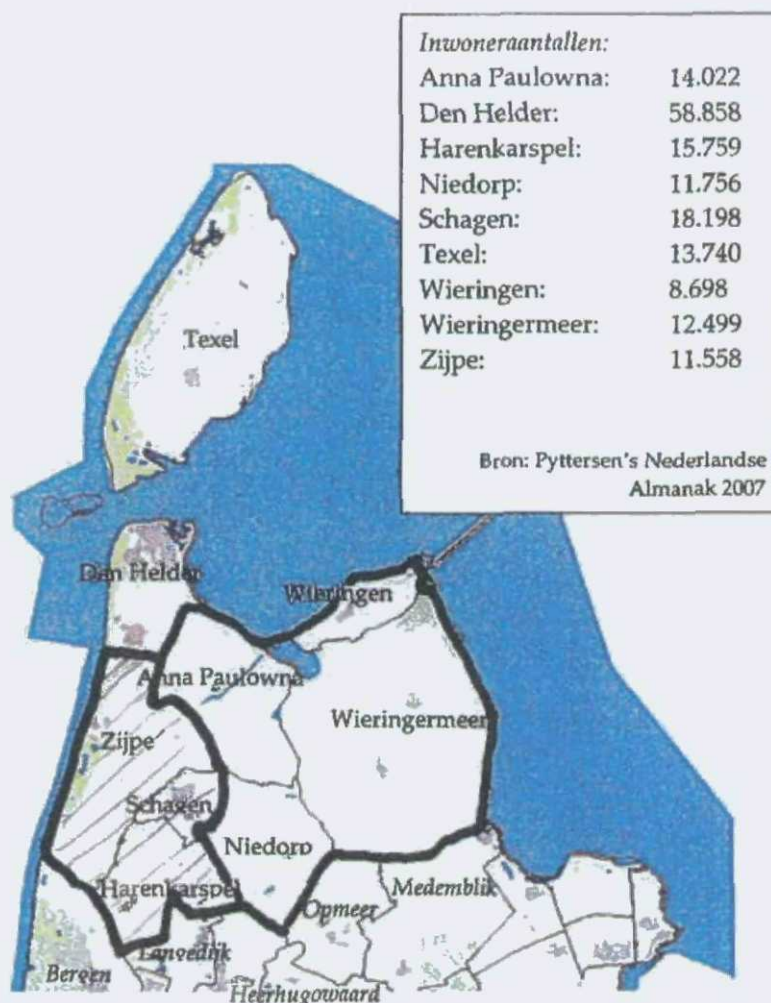 Inwoneraantallen:
Anna Paulowna: 14.022
Den Helder: 58.858
Harenkarspel: 15.759
Niedorp: 11.756
Schagen: 18.198
Texel: 13.740
Wieringen: 8.698
Wieringermeer: 12.499
Zijpe: 11.558
Bron: Pyttersen's Nederlandse
Almanak 2007
Texel
Den Helder
Wieringen
Anna Paulowna
Wieringermeer
Zijpe
Schagen
Niedorp
Harenkarspel
Medemblik
Opmeer
Langedijk
Bergen
Heerhugowaard